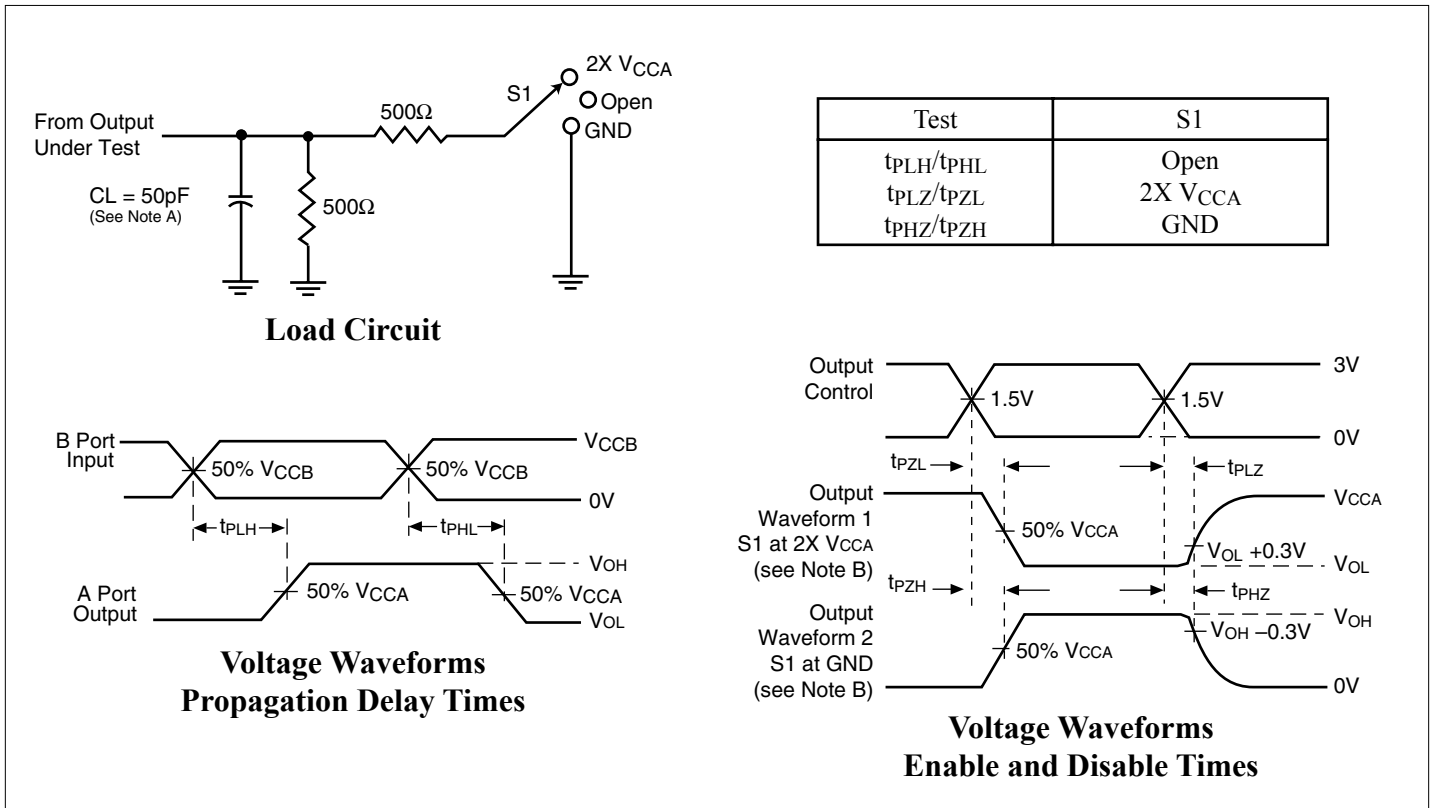 2X VCCA
S1
Open
500Ω
GND
From Output
Under Test
CL = 50pF
(See Note A)
500Ω
Load Circuit
Test S1
tPLH/tPHL Open
tPLZ/tPZL 2X VCCA
tPHZ/tPZH GND
B Port
Input
VCCB
50% VCCB
50% VCCB
0V
tPLH
tPHL
VOH
A Port
Output
50% VCCA
50% VCCA
VOL
Voltage Waveforms
Propagation Delay Times
Output
Control
3V
1.5V
1.5V
0V
tPZL
tPLZ
Output
Waveform 1
S1 at 2X VCCA
(see Note B)
VCCA
50% VCCA
VOL +0.3V
VOL
tPZH
tPHZ
Output
Waveform 2
S1 at GND
(see Note B)
VOH
VOH –0.3V
50% VCCA
0V
Voltage Waveforms
Enable and Disable Times